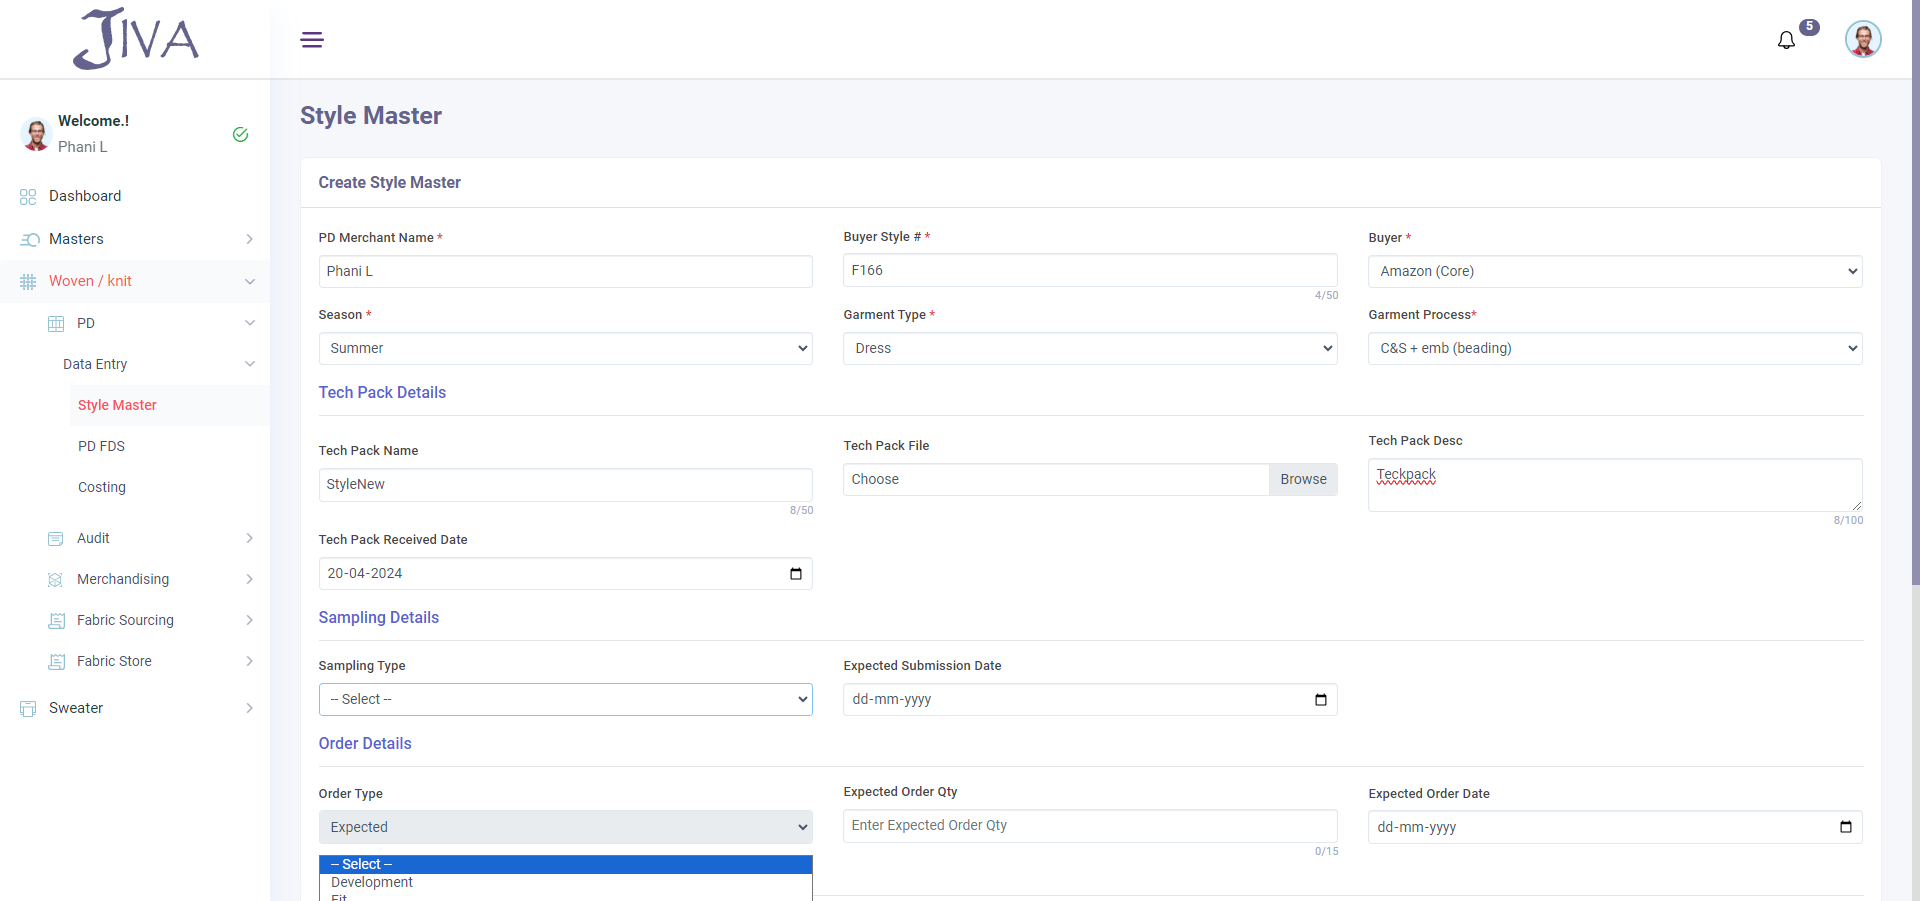 JIVA
5
Welcome.!
Phani L
Dashboard
Masters
Woven / knit
PD
Data Entry
Style Master
PD FDS
Costing
Audit
Merchandising
Fabric Sourcing
Fabric Store
Sweater
Style Master
Create Style Master
PD Merchant Name *
Phani L
Buyer Style # *
F166
4/50
Buyer *
Amazon (Core)
Season *
Summer
Garment Type *
Dress
Garment Process*
C&S + emb (beading)
Tech Pack Details
Tech Pack Name
StyleNew
8/50
Tech Pack File
Choose
Browse
Tech Pack Desc
Teckpack
8/100
Tech Pack Received Date
20-04-2024
Sampling Details
Sampling Type
-- Select --
Expected Submission Date
dd-mm-yyyy
Order Details
Order Type
Expected
Expected Order Qty
Enter Expected Order Qty
0/15
Expected Order Date
dd-mm-yyyy
-- Select --
Development
Fit